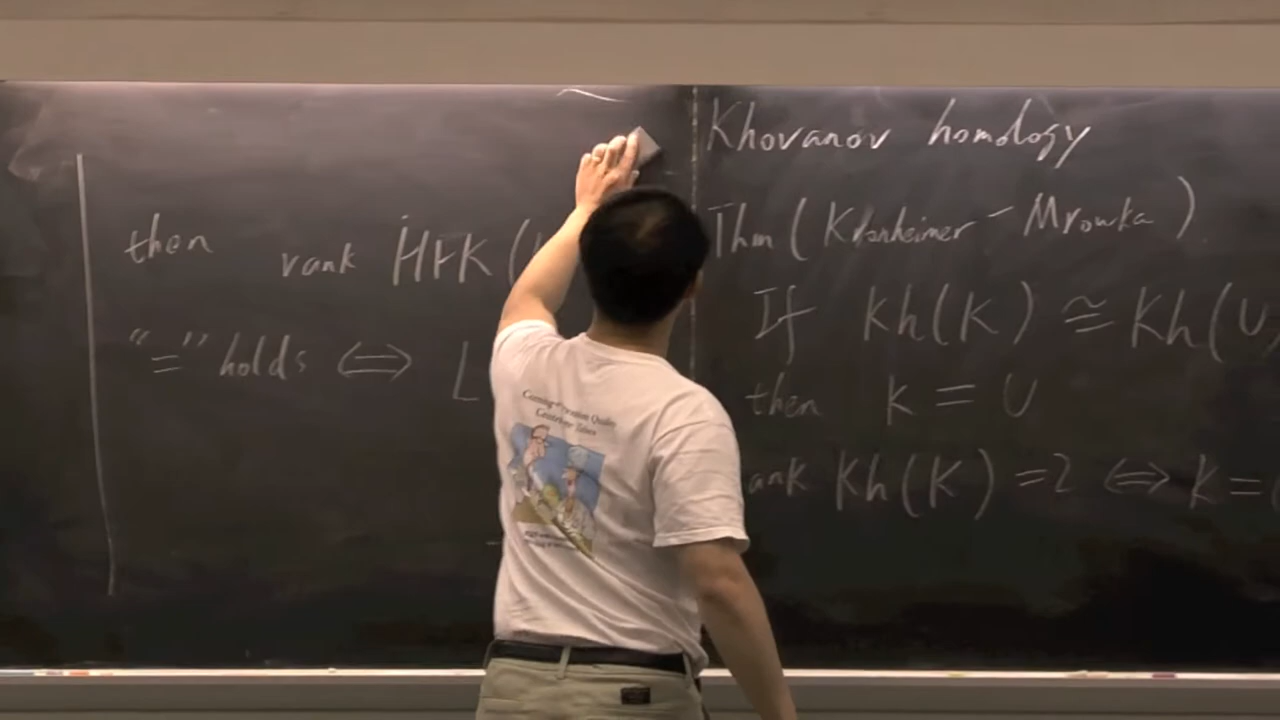 then rank HFK (
"=" holds ⟺ L
Khovanov homology
Thm (Kronheimer - Mrowka)
If Kh(K) ≅ Kh(U)
then K = U
ank Kh(K) = 2 ⟺ K =